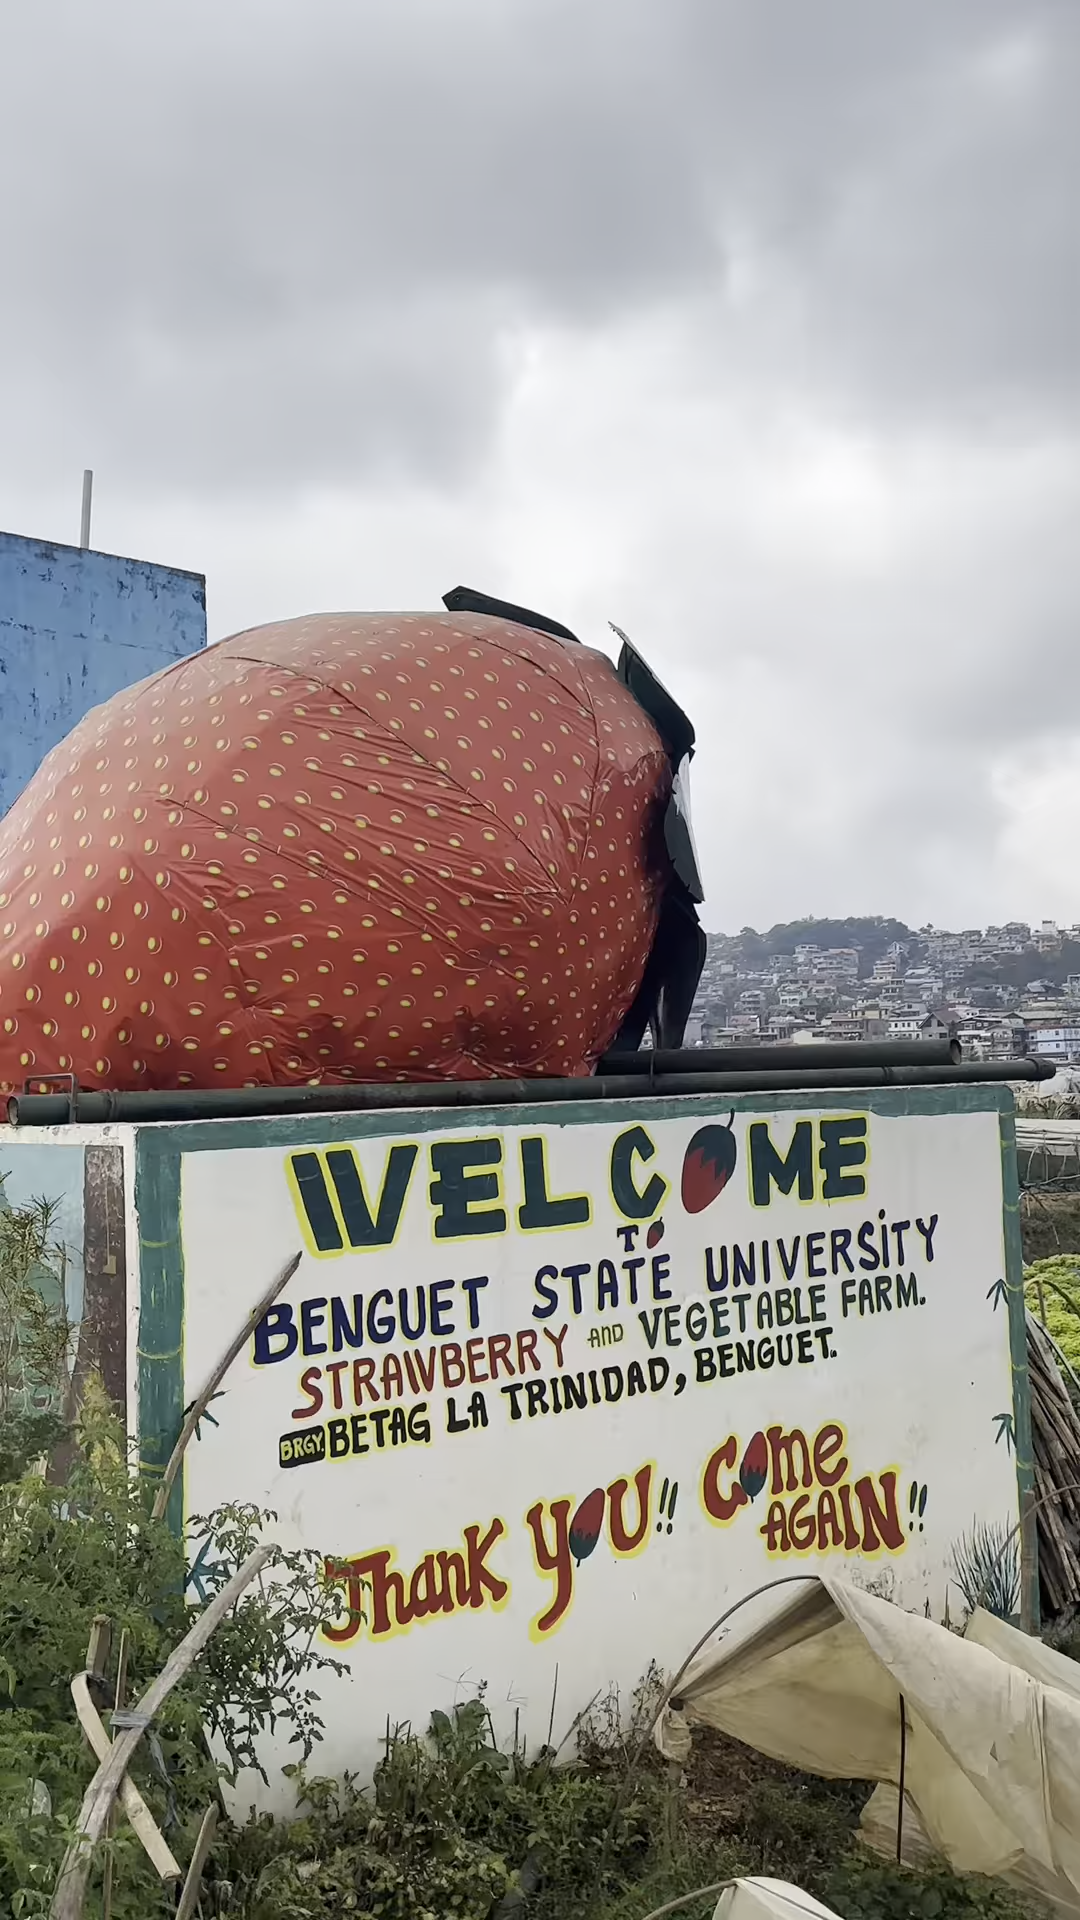 WELCOME
TO
BENGUET STATE UNIVERSITY
STRAWBERRY AND VEGETABLE FARM.
BRGY. BETAG LA TRINIDAD, BENGUET.
Thank you!! Come
AGAIN!!